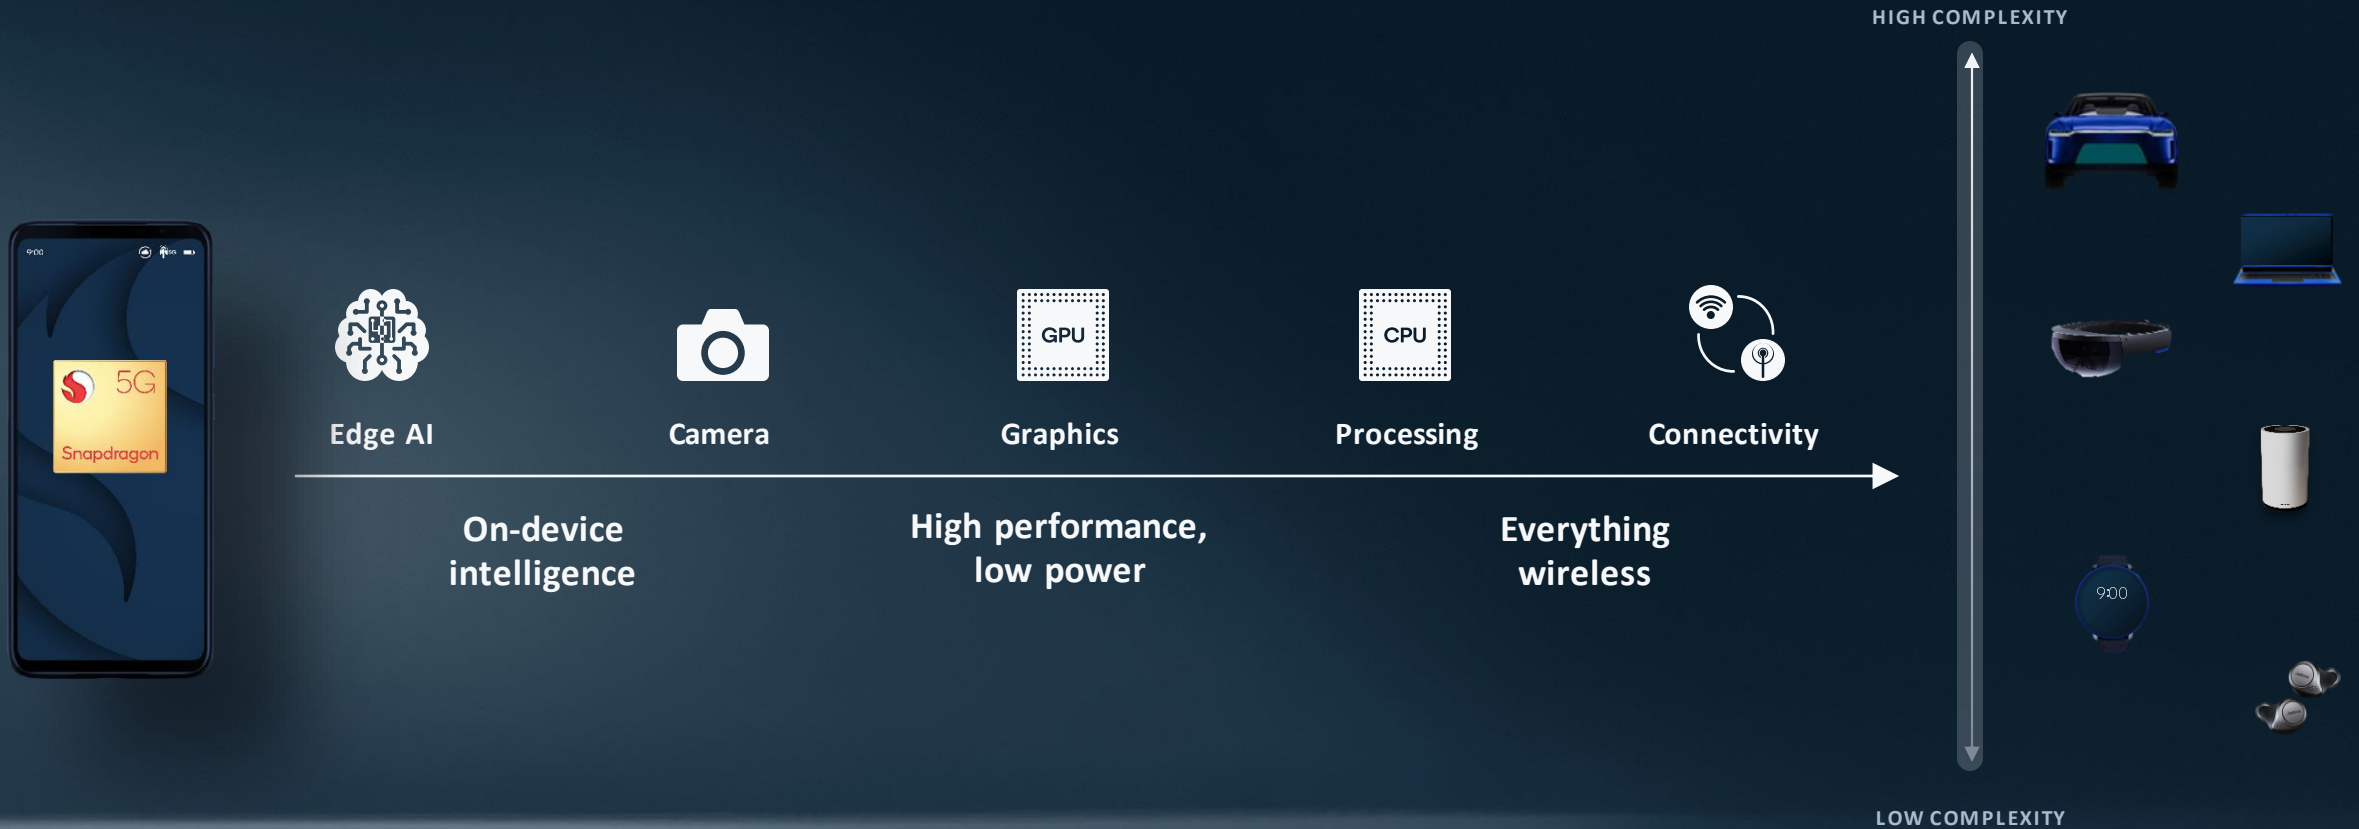 HIGH COMPLEXITY
9:00
5G
5G
Snapdragon
GPU
CPU
Edge AI
Camera
Graphics
Processing
Connectivity
On-device
intelligence
High performance,
low power
Everything
wireless
9:00
LOW COMPLEXITY